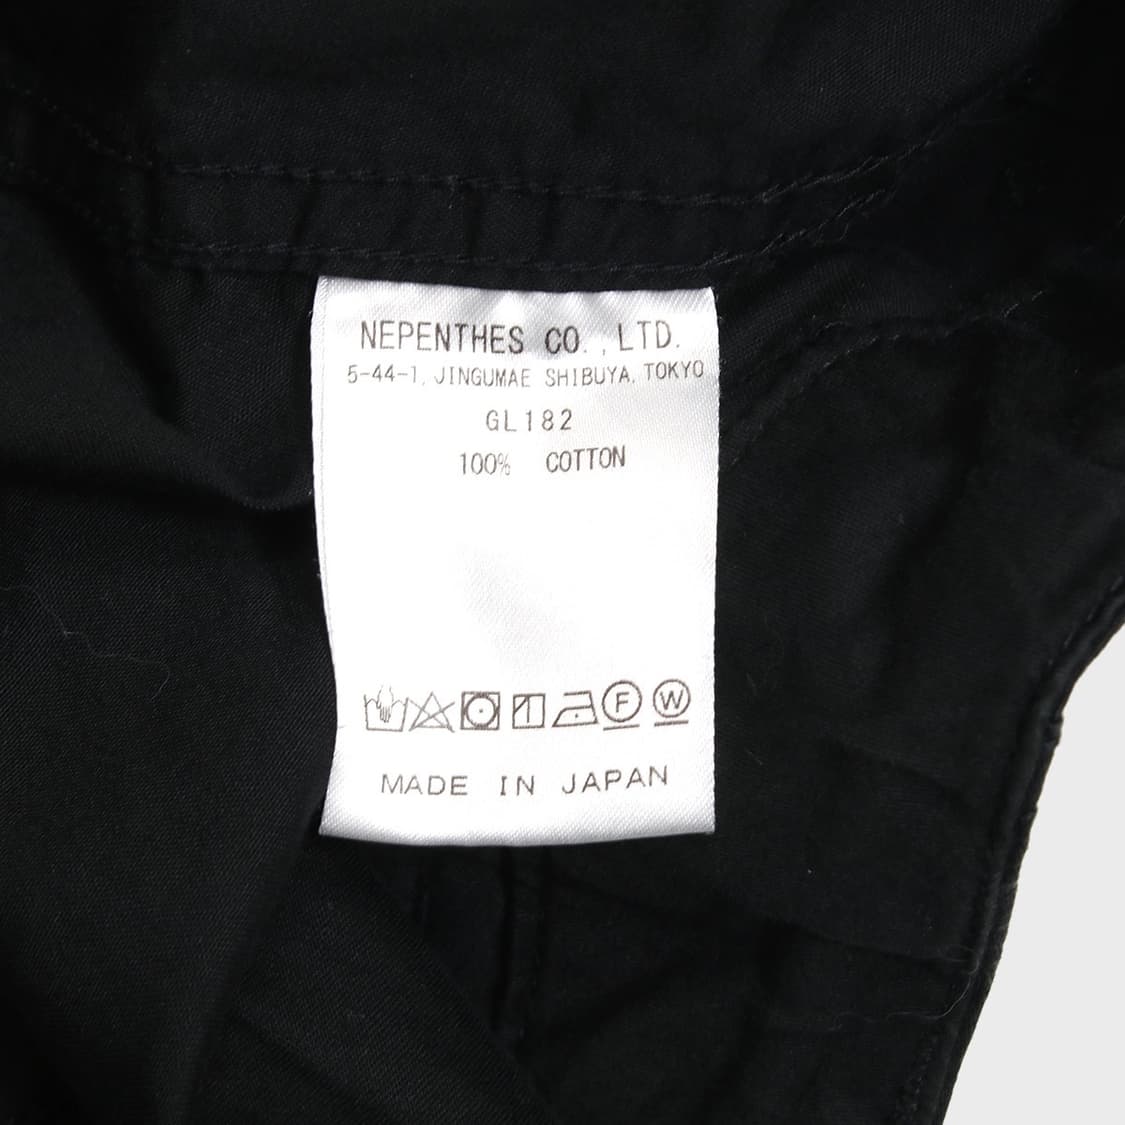 NEPENTHES CO., LTD.
5-44-1, JINGUMAE SHIBUYA, TOKYO
GL182
100% COTTON
F W
MADE IN JAPAN